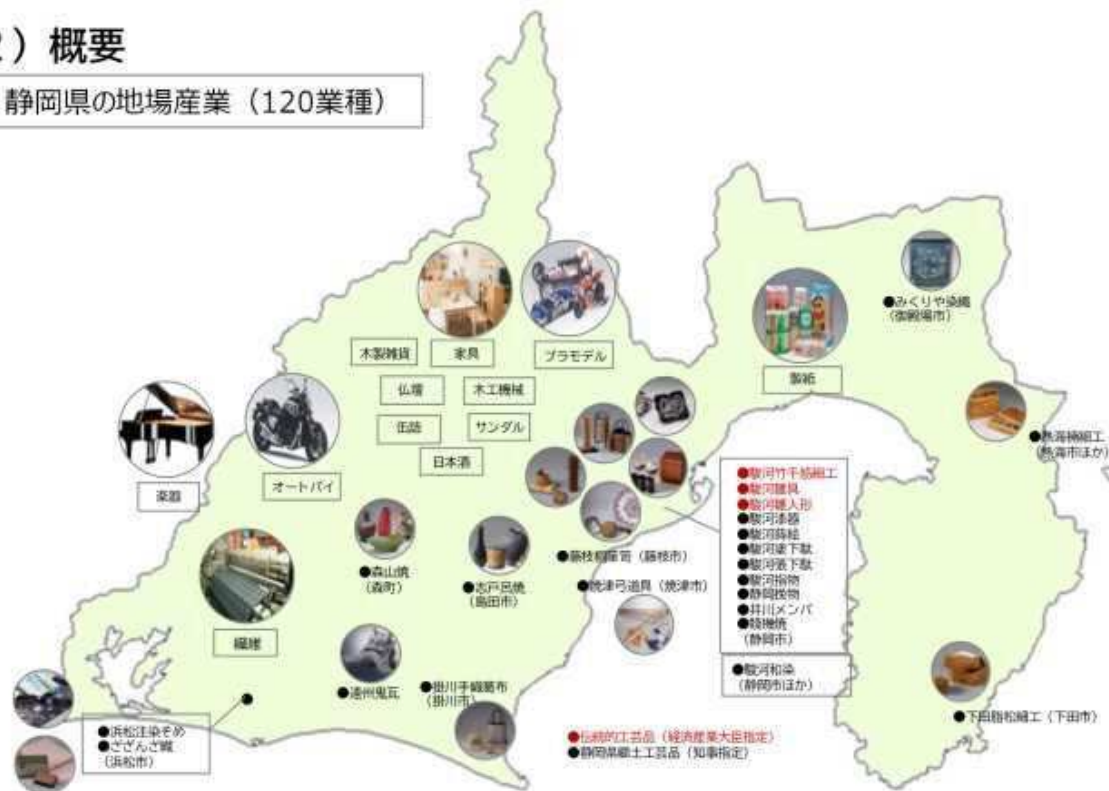 ）概要
静岡県の地場産業（120業種）
木製雑貨
家具
プラモデル
仏壇
木工機械
缶詰
サンダル
日本酒
楽器
オートバイ
繊維
製紙
●みくりや染織
（御殿場市）
●熱海楠細工
（熱海市ほか）
●森山焼
（森町）
●志戸呂焼
（島田市）
●藤枝桐箪笥（藤枝市）
●焼津弓道具（焼津市）
●駿河竹千筋細工
●駿河雛具
●駿河雛人形
●駿河漆器
●駿河蒔絵
●駿河塗下駄
●駿河張下駄
●駿河指物
●静岡挽物
●井川メンパ
●賤機焼
（静岡市）
●駿河和染
（静岡市ほか）
●遠州鬼瓦
●掛川手織葛布
（掛川市）
●浜松注染そめ
●ざざんざ織
（浜松市）
●下田脂松細工（下田市）
●伝統的工芸品（経済産業大臣指定）
●静岡県郷土工芸品（知事指定）